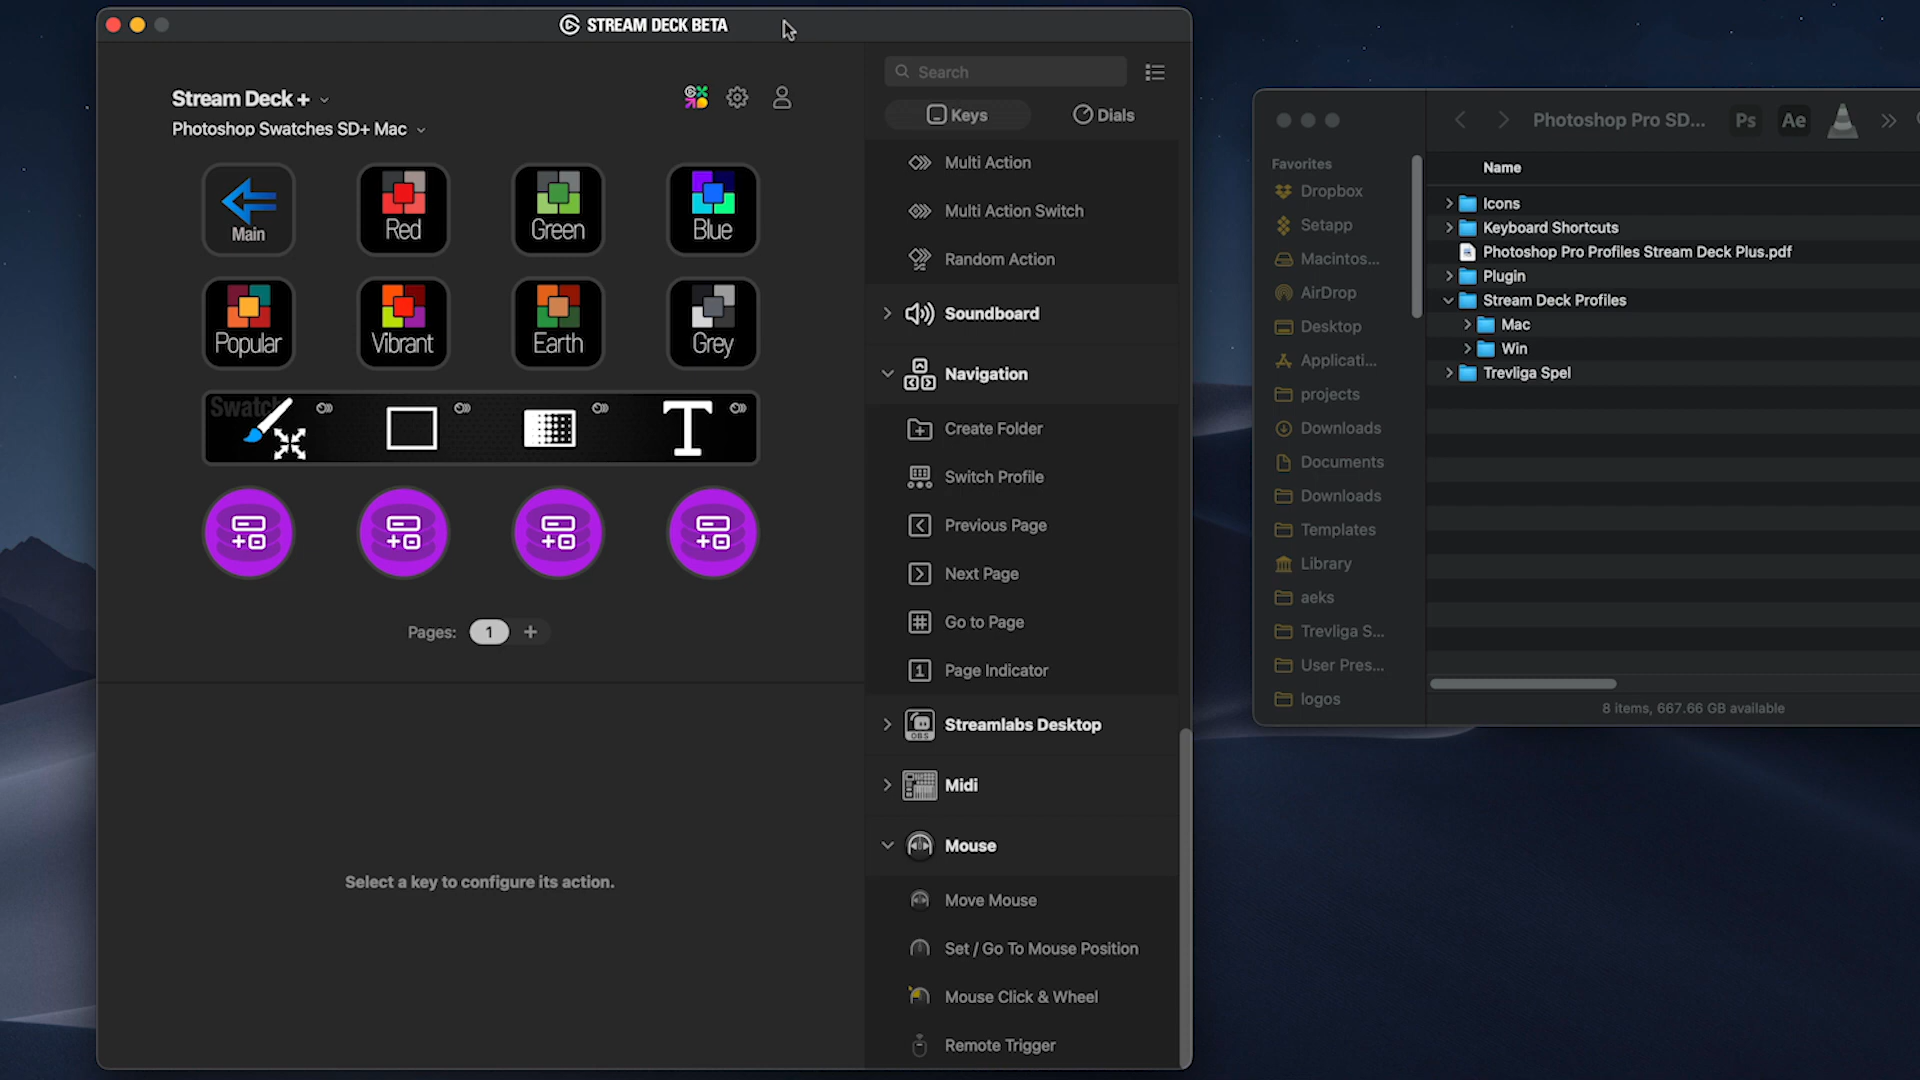 STREAM DECK BETA
Stream Deck +
Photoshop Swatches SD+ Mac
Main
Red
Green
Blue
Popular
Vibrant
Earth
Grey
Swatch
T
Pages:
1
+
Select a key to configure its action.
Search
Keys
Dials
Multi Action
Multi Action Switch
Random Action
Soundboard
Navigation
Create Folder
Switch Profile
Previous Page
Next Page
Go to Page
Page Indicator
OBS
Streamlabs Desktop
Midi
Mouse
Move Mouse
Set / Go To Mouse Position
Mouse Click & Wheel
Remote Trigger
Photoshop Pro SD...
Ps
Ae
Favorites
Dropbox
Setapp
Macintos...
AirDrop
Desktop
Applicati...
projects
Downloads
Documents
Downloads
Templates
Library
aeks
Trevliga S...
User Pres...
logos
Name
Icons
Keyboard Shortcuts
Photoshop Pro Profiles Stream Deck Plus.pdf
Plugin
Stream Deck Profiles
Mac
Win
Trevliga Spel
8 items, 667.66 GB available